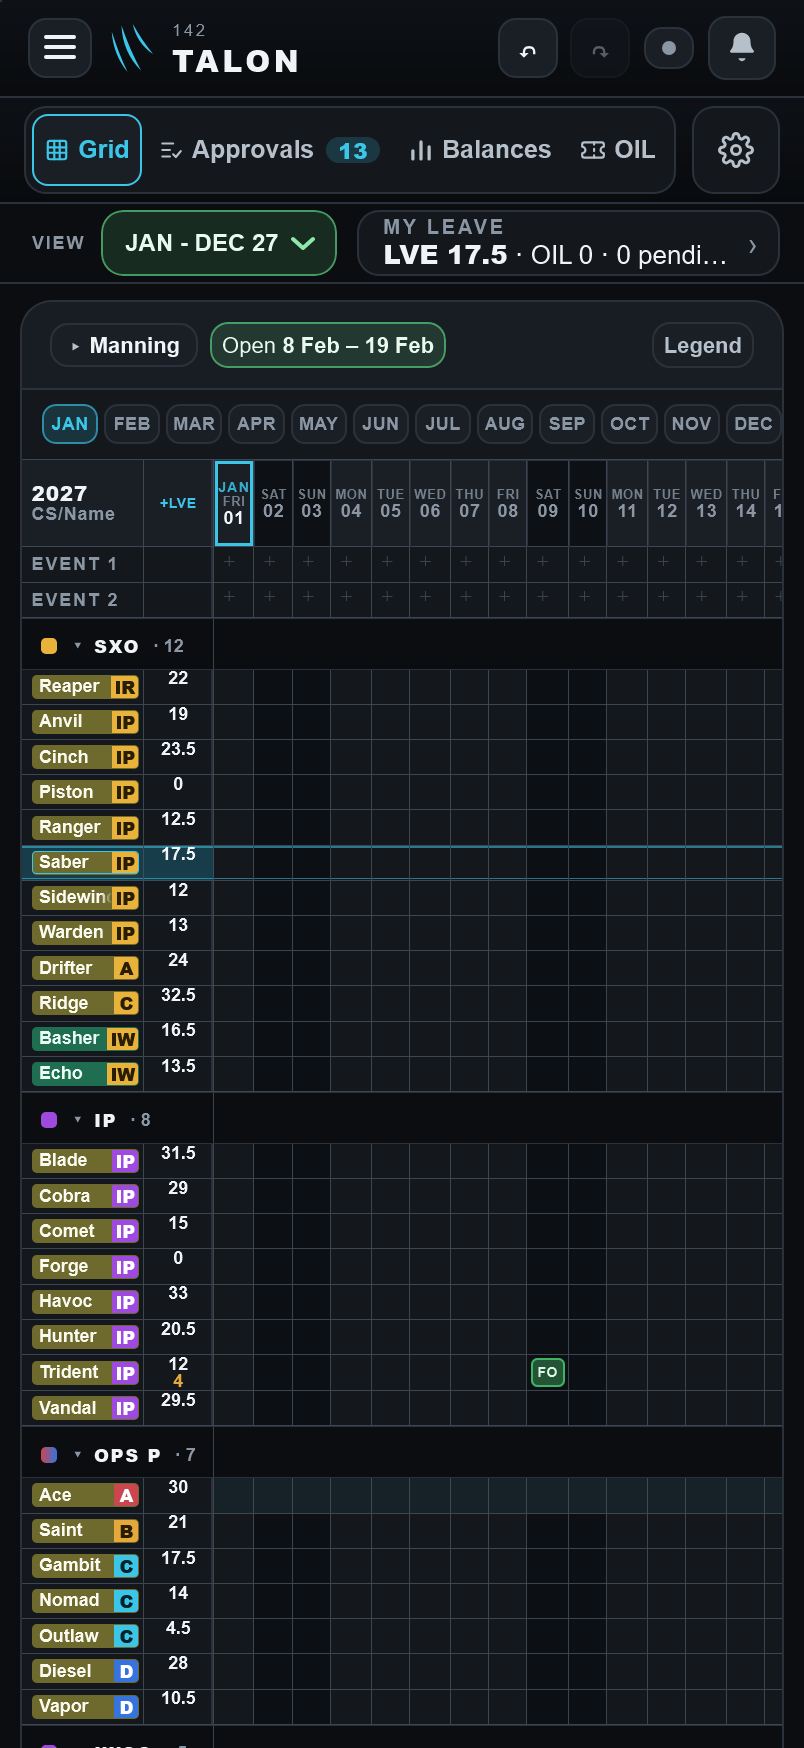 142
TALON
Grid
Approvals 13
Balances
OIL
VIEW
JAN - DEC 27
MY LEAVE
LVE 17.5 · OIL 0 · 0 pendi…
Manning
Open 8 Feb – 19 Feb
Legend
JAN FEB MAR APR MAY JUN JUL AUG SEP OCT NOV DEC
2027
CS/Name
+LVE
JAN FRI 01
SAT 02
SUN 03
MON 04
TUE 05
WED 06
THU 07
FRI 08
SAT 09
SUN 10
MON 11
TUE 12
WED 13
THU 14
EVENT 1
EVENT 2
SXO · 12
Reaper IR 22
Anvil IP 19
Cinch IP 23.5
Piston IP 0
Ranger IP 12.5
Saber IP 17.5
Sidewin IP 12
Warden IP 13
Drifter A 24
Ridge C 32.5
Basher IW 16.5
Echo IW 13.5
IP · 8
Blade IP 31.5
Cobra IP 29
Comet IP 15
Forge IP 0
Havoc IP 33
Hunter IP 20.5
Trident IP 12 4 FO
Vandal IP 29.5
OPS P · 7
Ace A 30
Saint B 21
Gambit C 17.5
Nomad C 14
Outlaw C 4.5
Diesel D 28
Vapor D 10.5